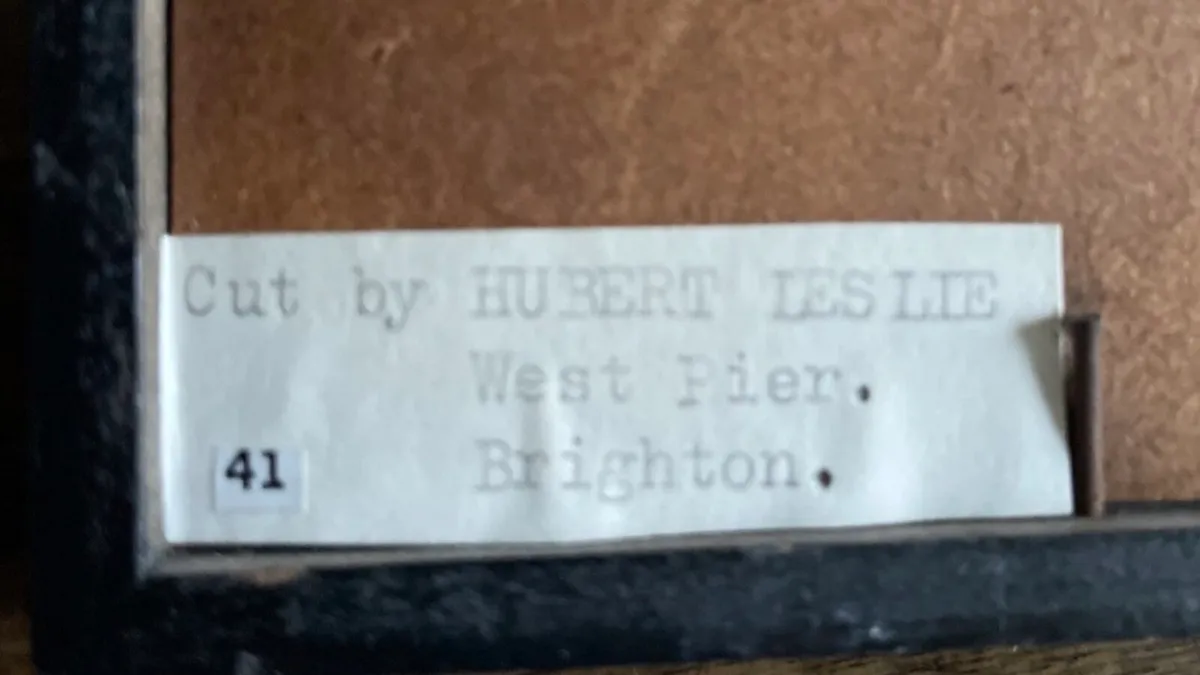 Cut by HUBERT LESLIE
West Pier.
Brighton.
41